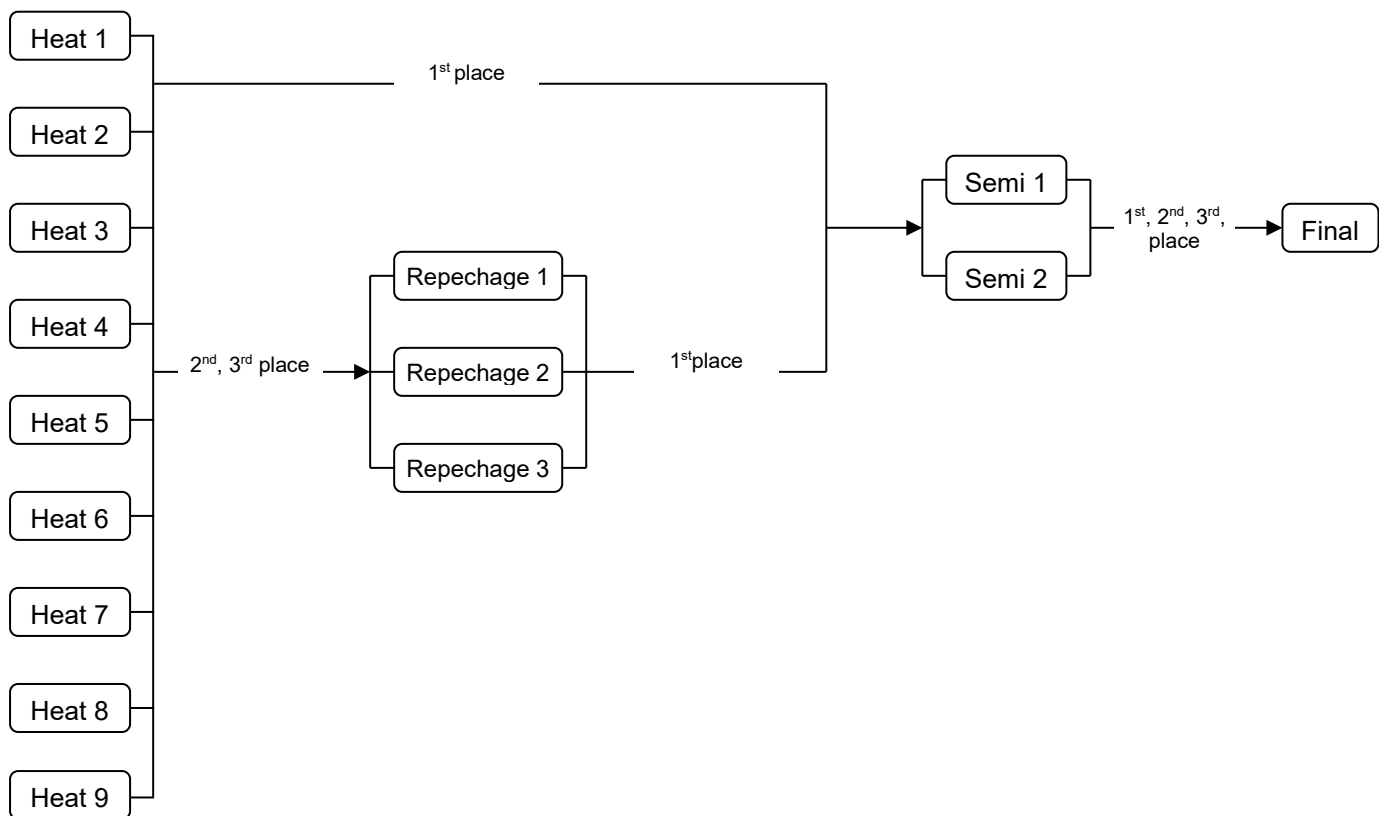 Heat 1
1st place
Heat 2
Semi 1
Heat 3
1st, 2nd, 3rd,
place
Final
Repechage 1
Semi 2
Heat 4
2nd, 3rd place
Repechage 2
1stplace
Heat 5
Repechage 3
Heat 6
Heat 7
Heat 8
Heat 9